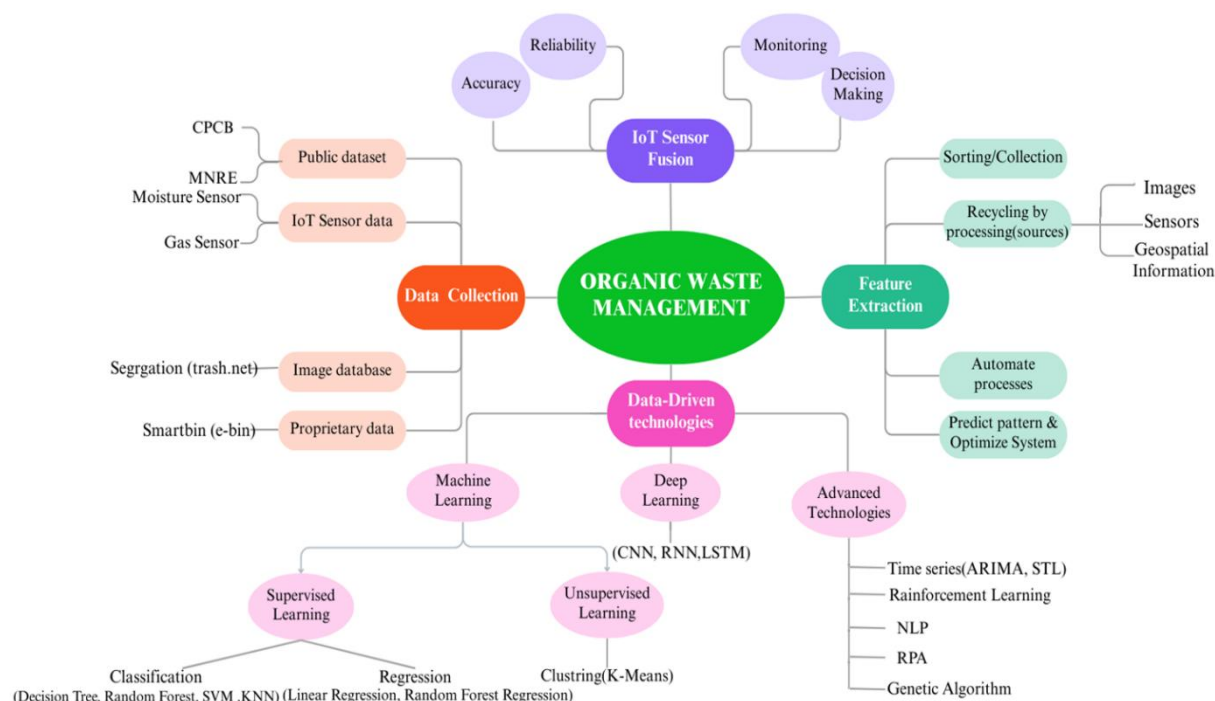 Reliability
Monitoring
Accuracy
Decision
Making
IoT Sensor
Fusion
CPCB
Public dataset
MNRE
Moisture Sensor
IoT Sensor data
Gas Sensor
Data Collection
Segrgation (trash.net)
Image database
Smartbin (e-bin)
Proprietary data
ORGANIC WASTE
MANAGEMENT
Sorting/Collection
Recycling by
processing(sources)
Images
Sensors
Geospatial
Information
Feature
Extraction
Automate
processes
Predict pattern &
Optimize System
Data-Driven
technologies
Machine
Learning
Deep
Learning
(CNN, RNN,LSTM)
Advanced
Technologies
Supervised
Learning
Unsupervised
Learning
Classification
(Decision Tree, Random Forest, SVM ,KNN)
Regression
(Linear Regression, Random Forest Regression)
Clustring(K-Means)
Time series(ARIMA, STL)
Rainforcement Learning
NLP
RPA
Genetic Algorithm